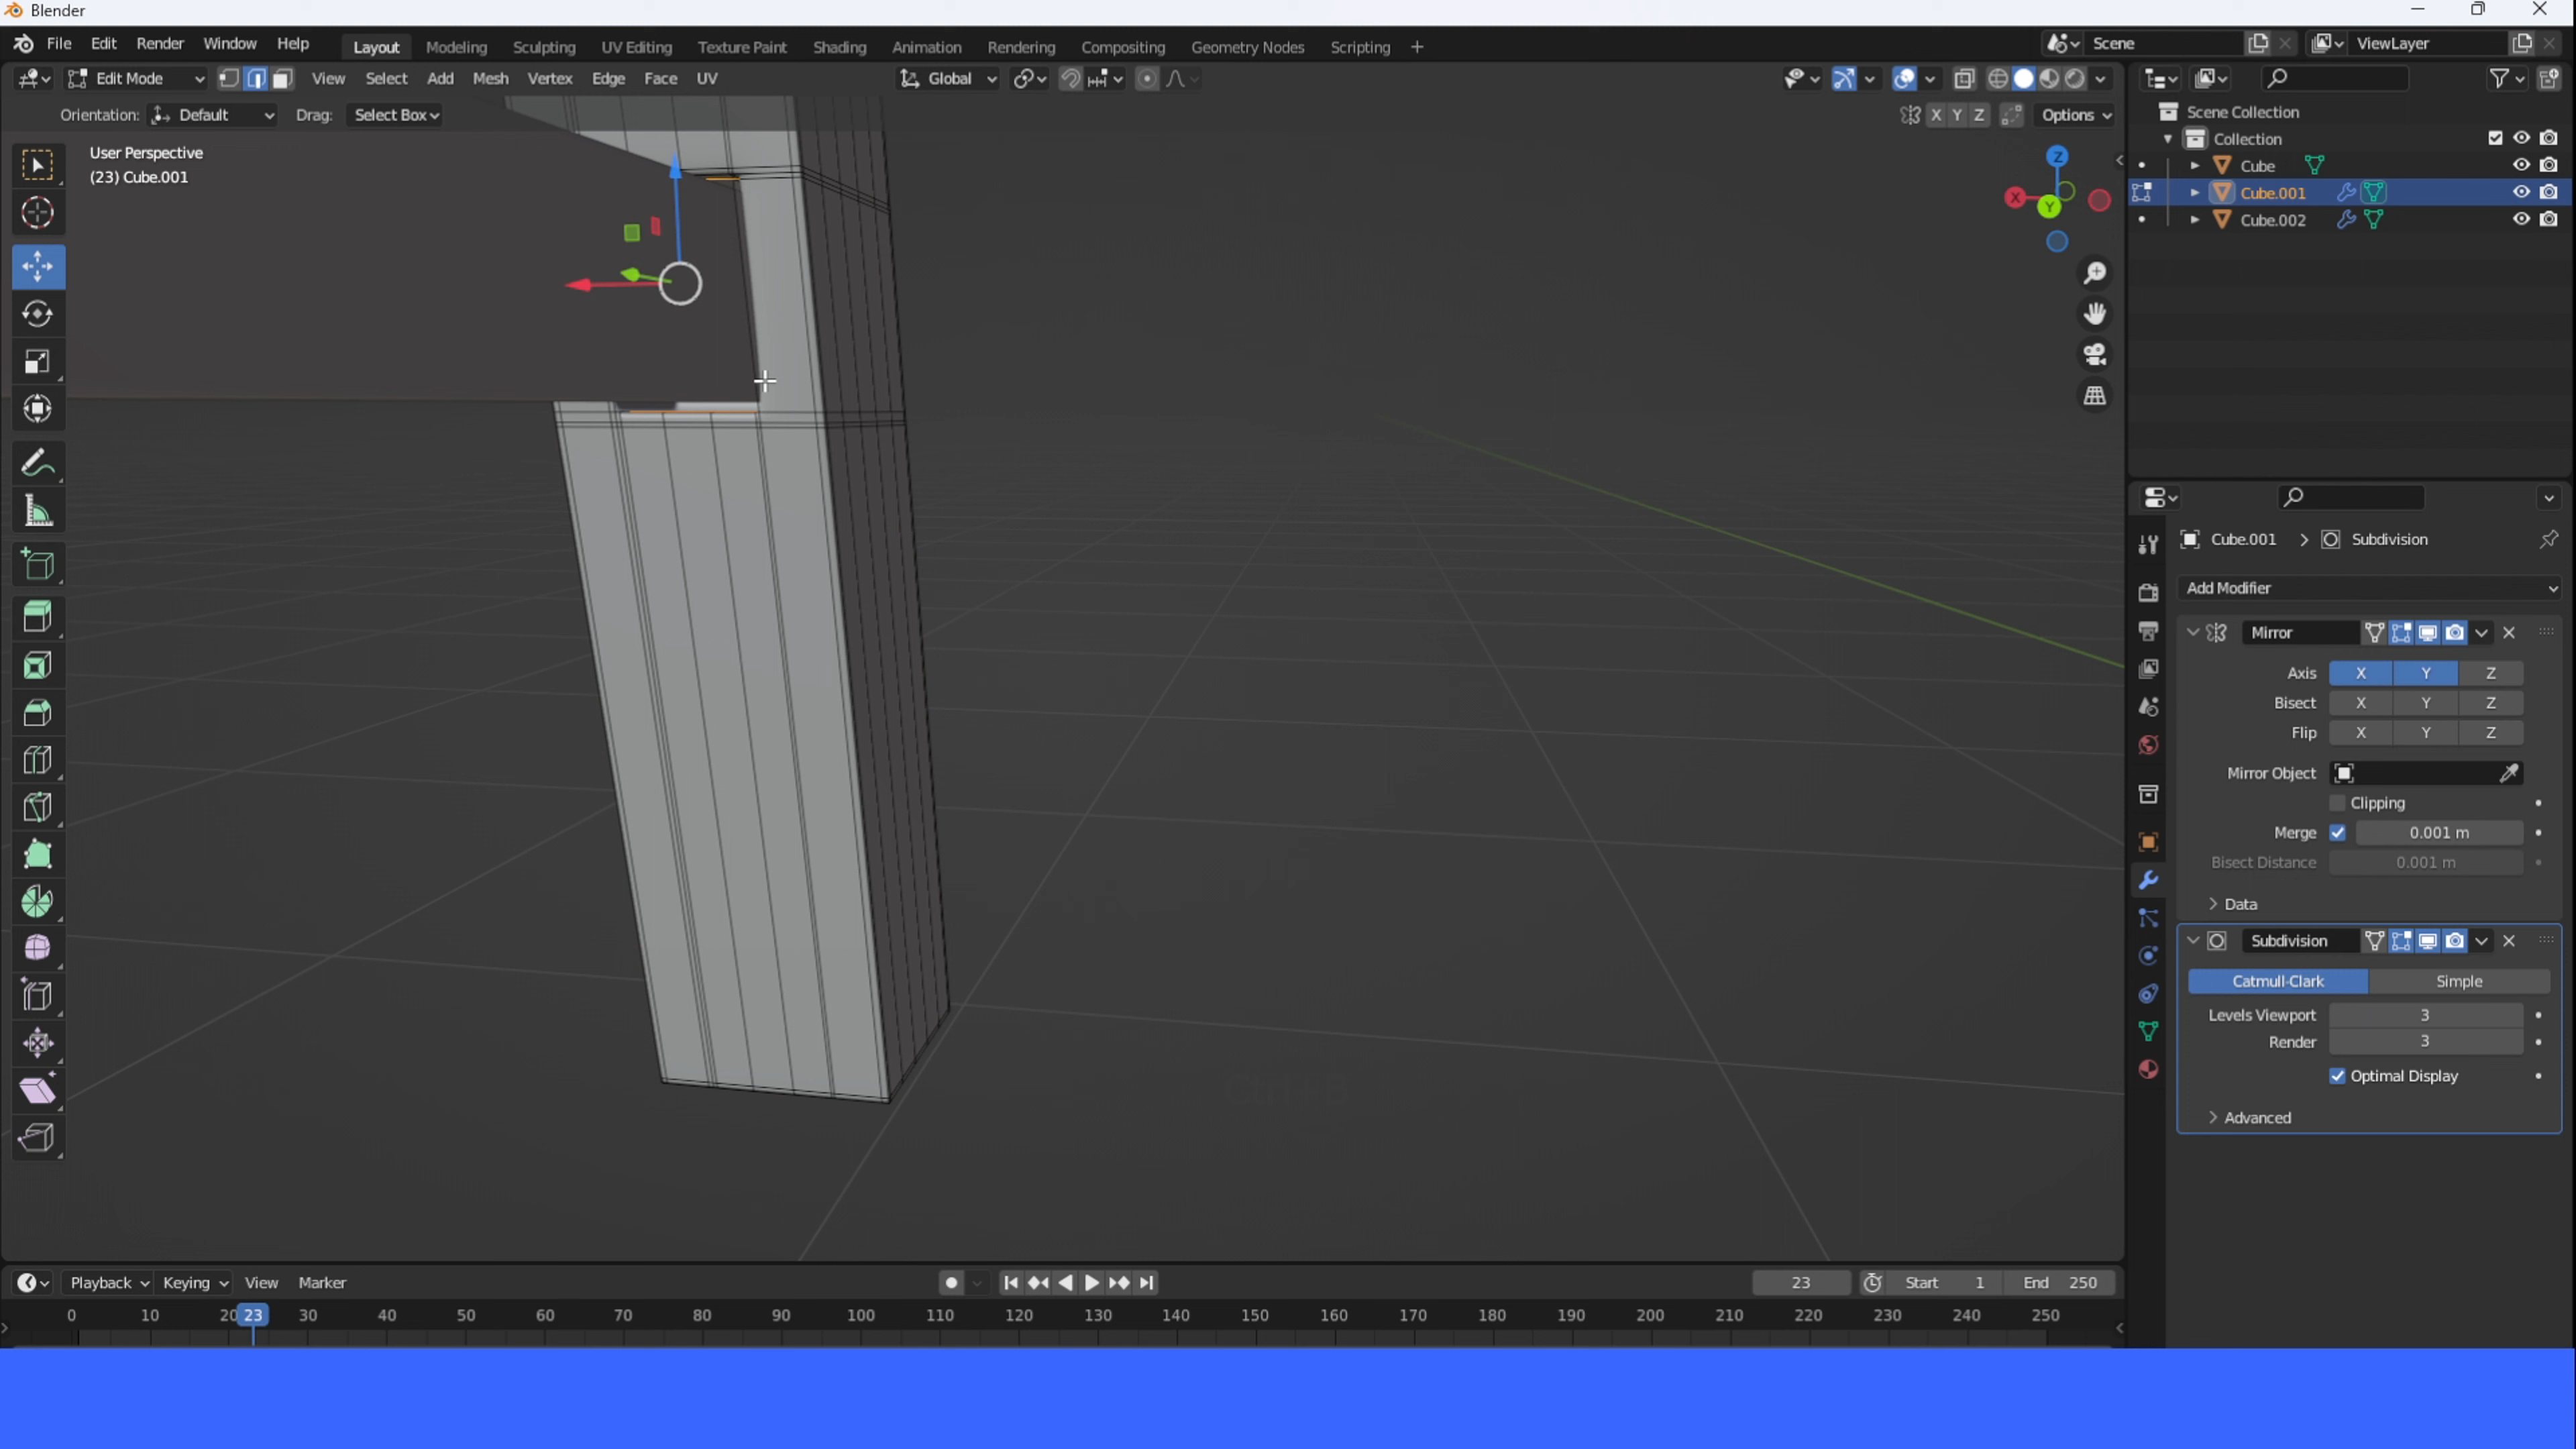 Blender
File Edit Render Window Help Layout Modeling Sculpting UV Editing Texture Paint Shading Animation Rendering Compositing Geometry Nodes Scripting + Scene ViewLayer
Edit Mode View Select Add Mesh Vertex Edge Face UV Global
Orientation: Default Drag: Select Box X Y Z Options
User Perspective
(23) Cube.001
Z
X
Y
Scene Collection
Collection
Cube
Cube.001
Cube.002
Cube.001 > Subdivision
Add Modifier
Mirror
Axis X Y Z
Bisect X Y Z
Flip X Y Z
Mirror Object
Clipping
Merge 0.001 m
Bisect Distance 0.001 m
Data
Subdivision
Catmull-Clark Simple
Levels Viewport 3
Render 3
Optimal Display
Advanced
Playback Keying View Marker 23 Start 1 End 250
0 10 20 23 30 40 50 60 70 80 90 100 110 120 130 140 150 160 170 180 190 200 210 220 230 240 250